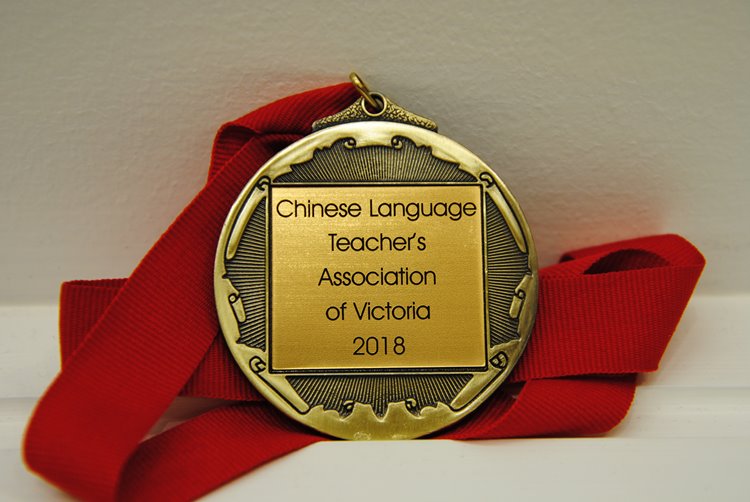 Chinese Language
Teacher's
Association
of Victoria
2018